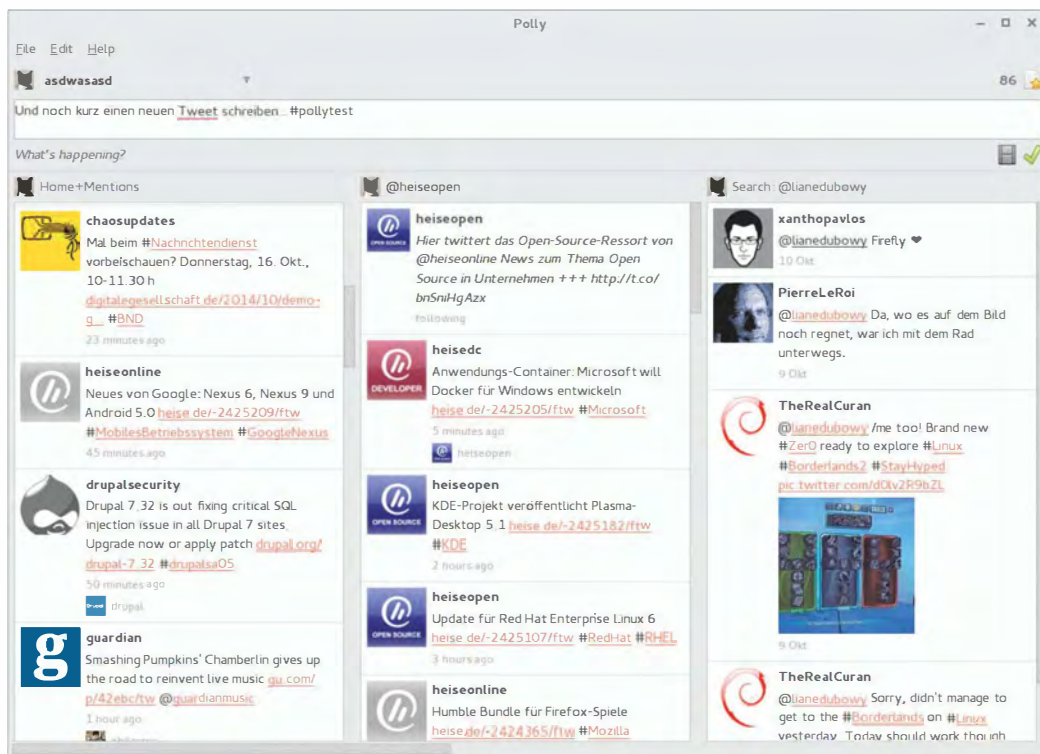 Polly
File Edit Help
asdwasasd
86
Und noch kurz einen neuen Tweet schreiben... #pollytest
What's happening?
Home+Mentions
chaosupdates
Mal beim #Nachrichtendienst
vorbeischauen? Donnerstag, 16. Okt.,
10-11.30 h
digitalegesellschaft.de/2014/10/demo-
g... #BND
23 minutes ago
heiseonline
Neues von Google: Nexus 6, Nexus 9 und
Android 5.0 heise.de/-2425209/ftw
#MobilesBetriebssystem #GoogleNexus
45 minutes ago
drupalsecurity
Drupal 7.32 is out fixing critical SQL
injection issue in all Drupal 7 sites.
Upgrade now or apply patch drupal.org/
drupal-7.32 #drupalsa05
50 minutes ago
drupal
guardian
Smashing Pumpkins' Chamberlin gives up
the road to reinvent live music gu.com/
p/42ebc/tw @guardianmusic
1 hour ago
@heiseopen
OPEN SOURCE
heiseopen
Hier twittert das Open-Source-Ressort von
@heiseonline News zum Thema Open
Source in Unternehmen +++ http://t.co/
bnSniHgAzx
following
DEVELOPER
heisedc
Anwendungs-Container: Microsoft will
Docker für Windows entwickeln
heise.de/-2425205/ftw #Microsoft
5 minutes ago
heiseopen
OPEN SOURCE
heiseopen
KDE-Projekt veröffentlicht Plasma-
Desktop 5.1 heise.de/-2425182/ftw
#KDE
2 hours ago
OPEN SOURCE
heiseopen
Update für Red Hat Enterprise Linux 6
heise.de/-2425107/ftw #RedHat #RHEL
3 hours ago
heiseonline
Humble Bundle für Firefox-Spiele
heise.de/-2424365/ftw #Mozilla
Search: @lianedubowy
xanthopavlos
@lianedubowy Firefly ❤
10 Okt
PierreLeRoi
@lianedubowy Da, wo es auf dem Bild
noch regnet, war ich mit dem Rad
unterwegs.
9 Okt
TheRealCuran
@lianedubowy /me too! Brand new
#Zer0 ready to explore #Linux
#Borderlands2 #StayHyped
pic.twitter.com/d0lv2R9bZL
9 Okt
TheRealCuran
@lianedubowy Sorry, didn't manage to
get to the #Borderlands on #Linux
yesterday. Today should work though